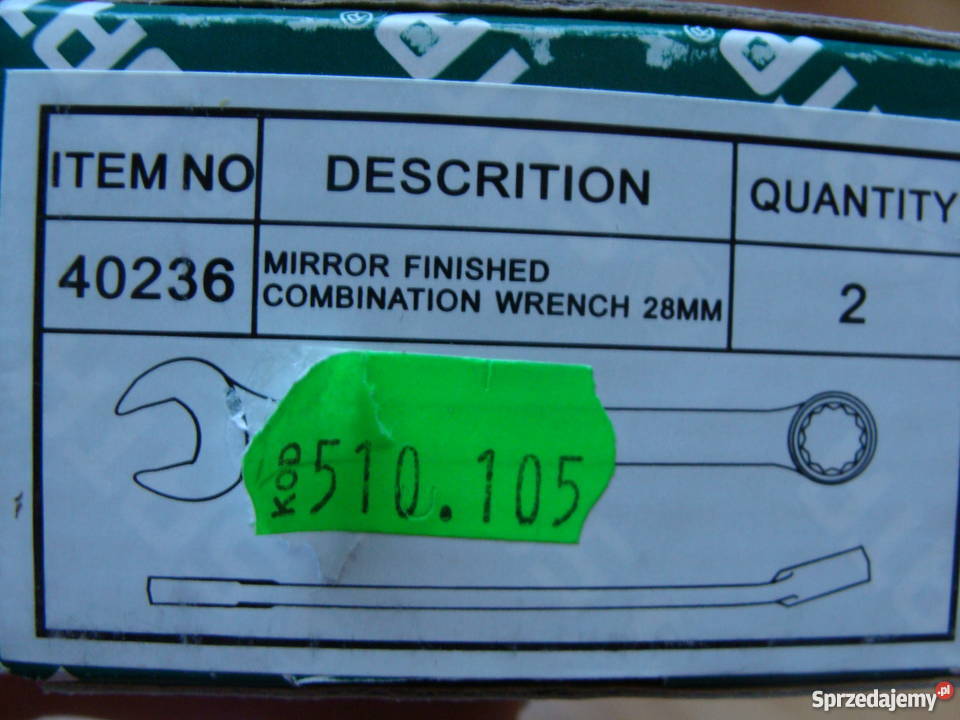 ITEM NO DESCRITION QUANTITY
40236 MIRROR FINISHED
COMBINATION WRENCH 28MM 2
KOD 510.105
Sprzedajemy.pl